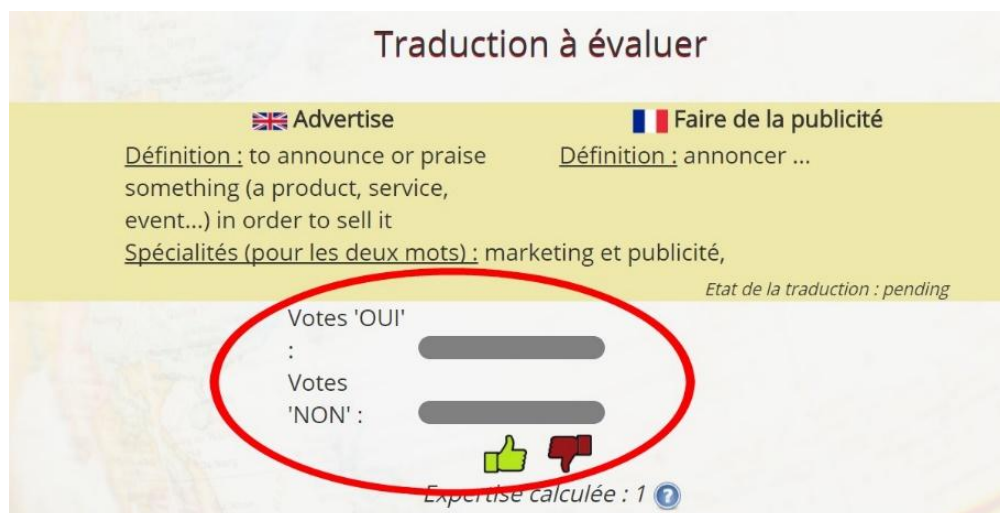 Traduction à évaluer
Advertise
Faire de la publicité
Définition : to announce or praise
something (a product, service,
event...) in order to sell it
Définition : annoncer ...
Spécialités (pour les deux mots) : marketing et publicité,
Etat de la traduction : pending
Votes 'OUI'
:
Votes
'NON' :
Expertise calculée : 1
?